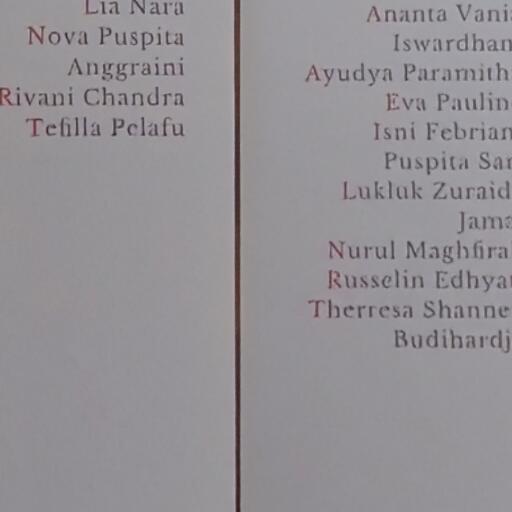 Lia Nara
Nova Puspita
Anggraini
Rivani Chandra
Tefilla Pelafu
Ananta Vani
Iswardhan
Ayudya Paramith
Eva Paulin
Isni Febrian
Puspita Sar
Lukluk Zuraid
Jama
Nurul Maghfira
Russelin Edhya
Therresa Shanne
Budihardj